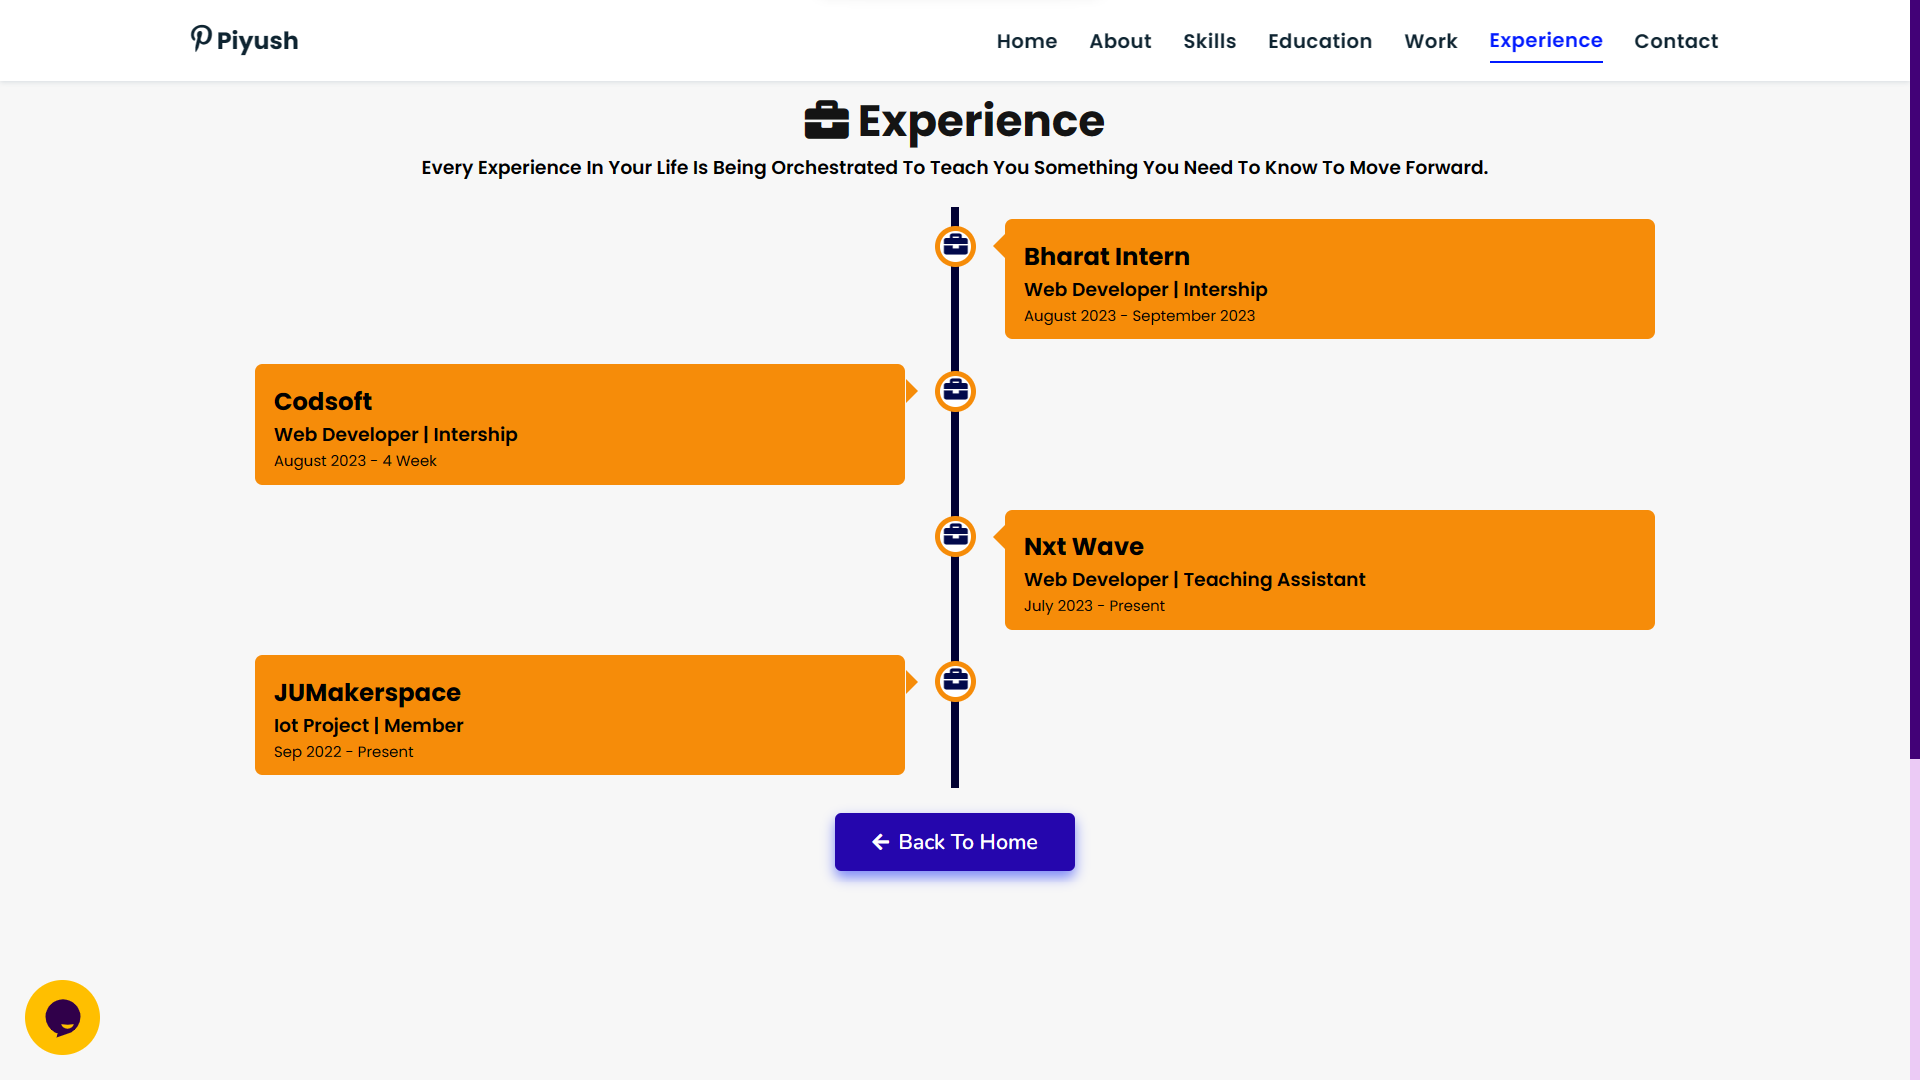 Piyush
Home About Skills Education Work Experience Contact
Experience
Every Experience In Your Life Is Being Orchestrated To Teach You Something You Need To Know To Move Forward.
Bharat Intern
Web Developer | Intership
August 2023 - September 2023
Codsoft
Web Developer | Intership
August 2023 - 4 Week
Nxt Wave
Web Developer | Teaching Assistant
July 2023 - Present
JUMakerspace
Iot Project | Member
Sep 2022 - Present
Back To Home